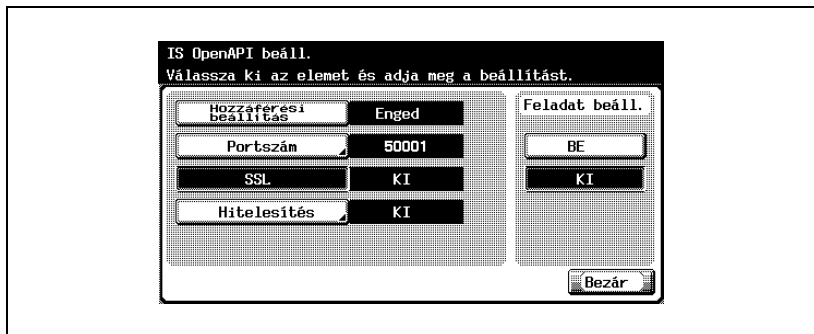 IS OpenAPI beáll.
Válassza ki az elemet és adja meg a beállítást.
Hozzáférési
beállítás
Enged
Portszám
50001
SSL
KI
Hitelesítés
KI
Feladat beáll.
BE
KI
Bezár